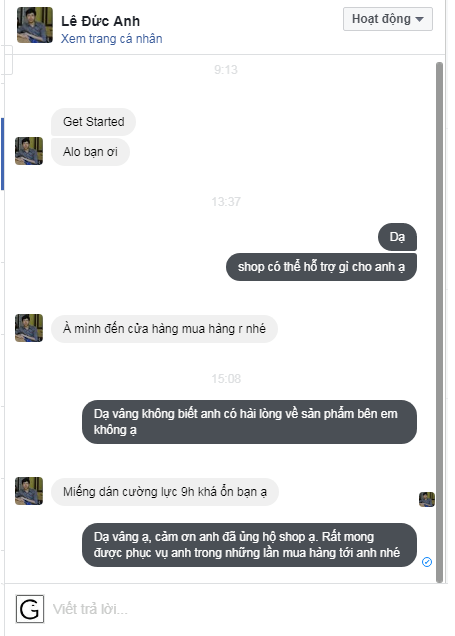 Lê Đức Anh
Hoạt động
Xem trang cá nhân
9:13
Get Started
Alo bạn ơi
13:37
Dạ
shop có thể hỗ trợ gì cho anh ạ
À mình đến cửa hàng mua hàng r nhé
15:08
Dạ vâng không biết anh có hải lòng về sản phẩm bên em
không ạ
Miếng dán cường lực 9h khá ổn bạn ạ
Dạ vâng ạ, cảm ơn anh đã ủng hộ shop ạ. Rất mong
được phục vụ anh trong những lần mua hàng tới anh nhé
G
Viết trả lời...